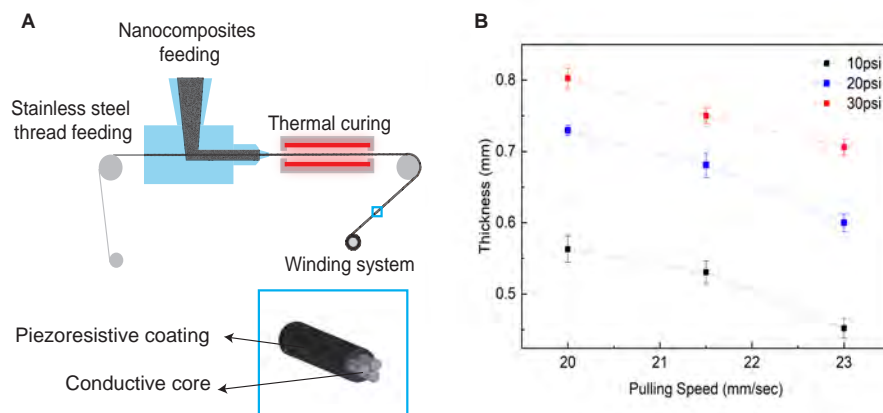 A
Nanocomposites
feeding
Stainless steel
thread feeding
Thermal curing
Winding system
Piezoresistive coating
Conductive core
B
10psi
20psi
30psi
0.8
0.7
0.6
0.5
Thickness (mm)
20
21
22
23
Pulling Speed (mm/sec)